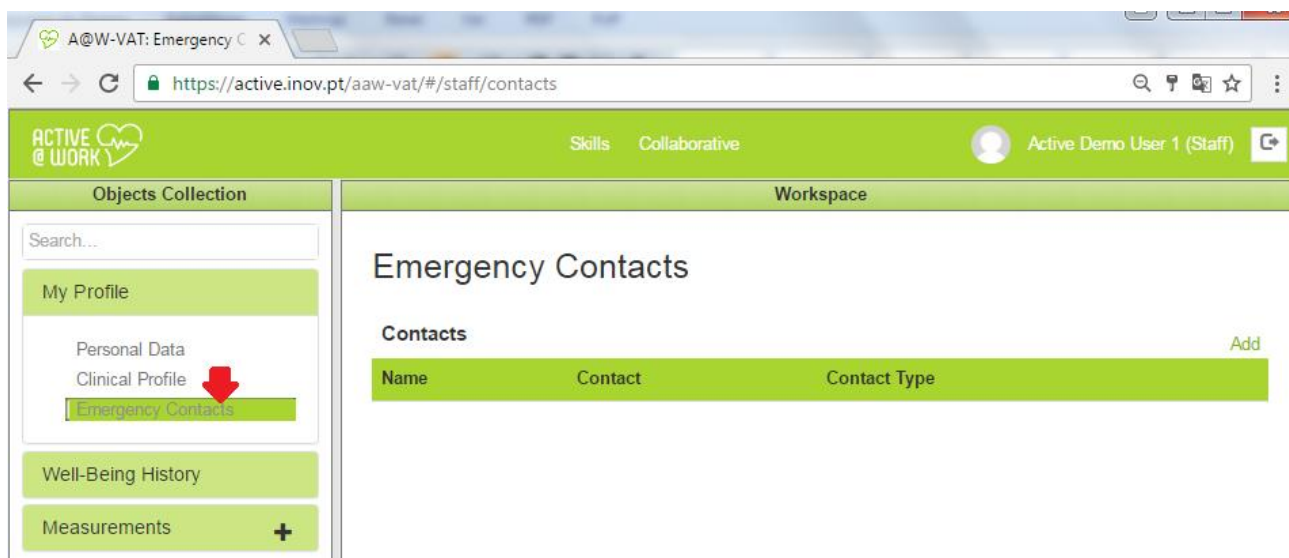 A@W-VAT: Emergency C
https://active.inov.pt/aaw-vat/#/staff/contacts
ACTIVE
@ WORK
Skills Collaborative Active Demo User 1 (Staff)
Objects Collection
Workspace
Search...
My Profile
Personal Data
Clinical Profile
Emergency Contacts
Well-Being History
Measurements
Emergency Contacts
Contacts
Add
Name Contact Contact Type